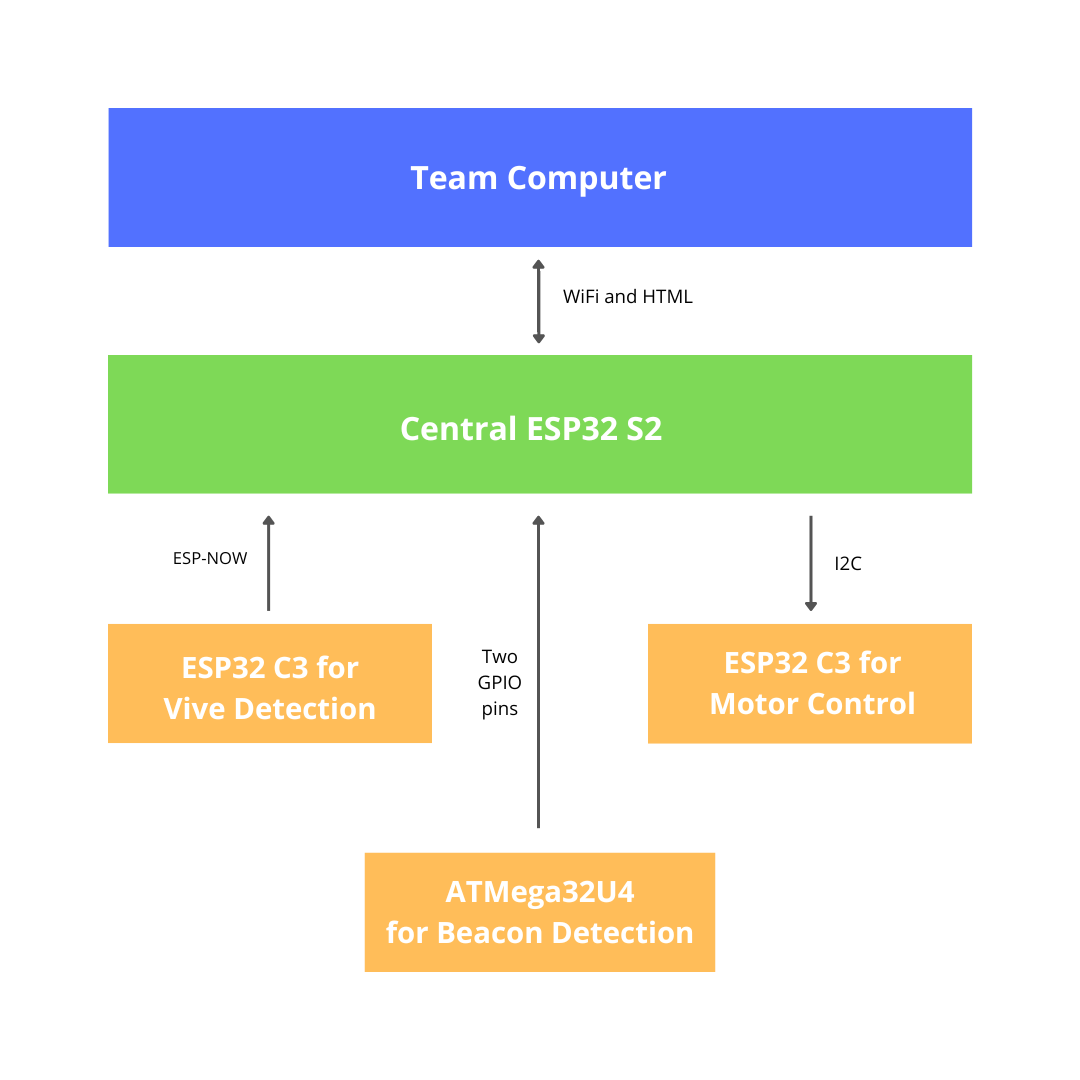 Team Computer
WiFi and HTML
Central ESP32 S2
ESP-NOW
I2C
ESP32 C3 for
Vive Detection
Two
GPIO
pins
ESP32 C3 for
Motor Control
ATMega32U4
for Beacon Detection